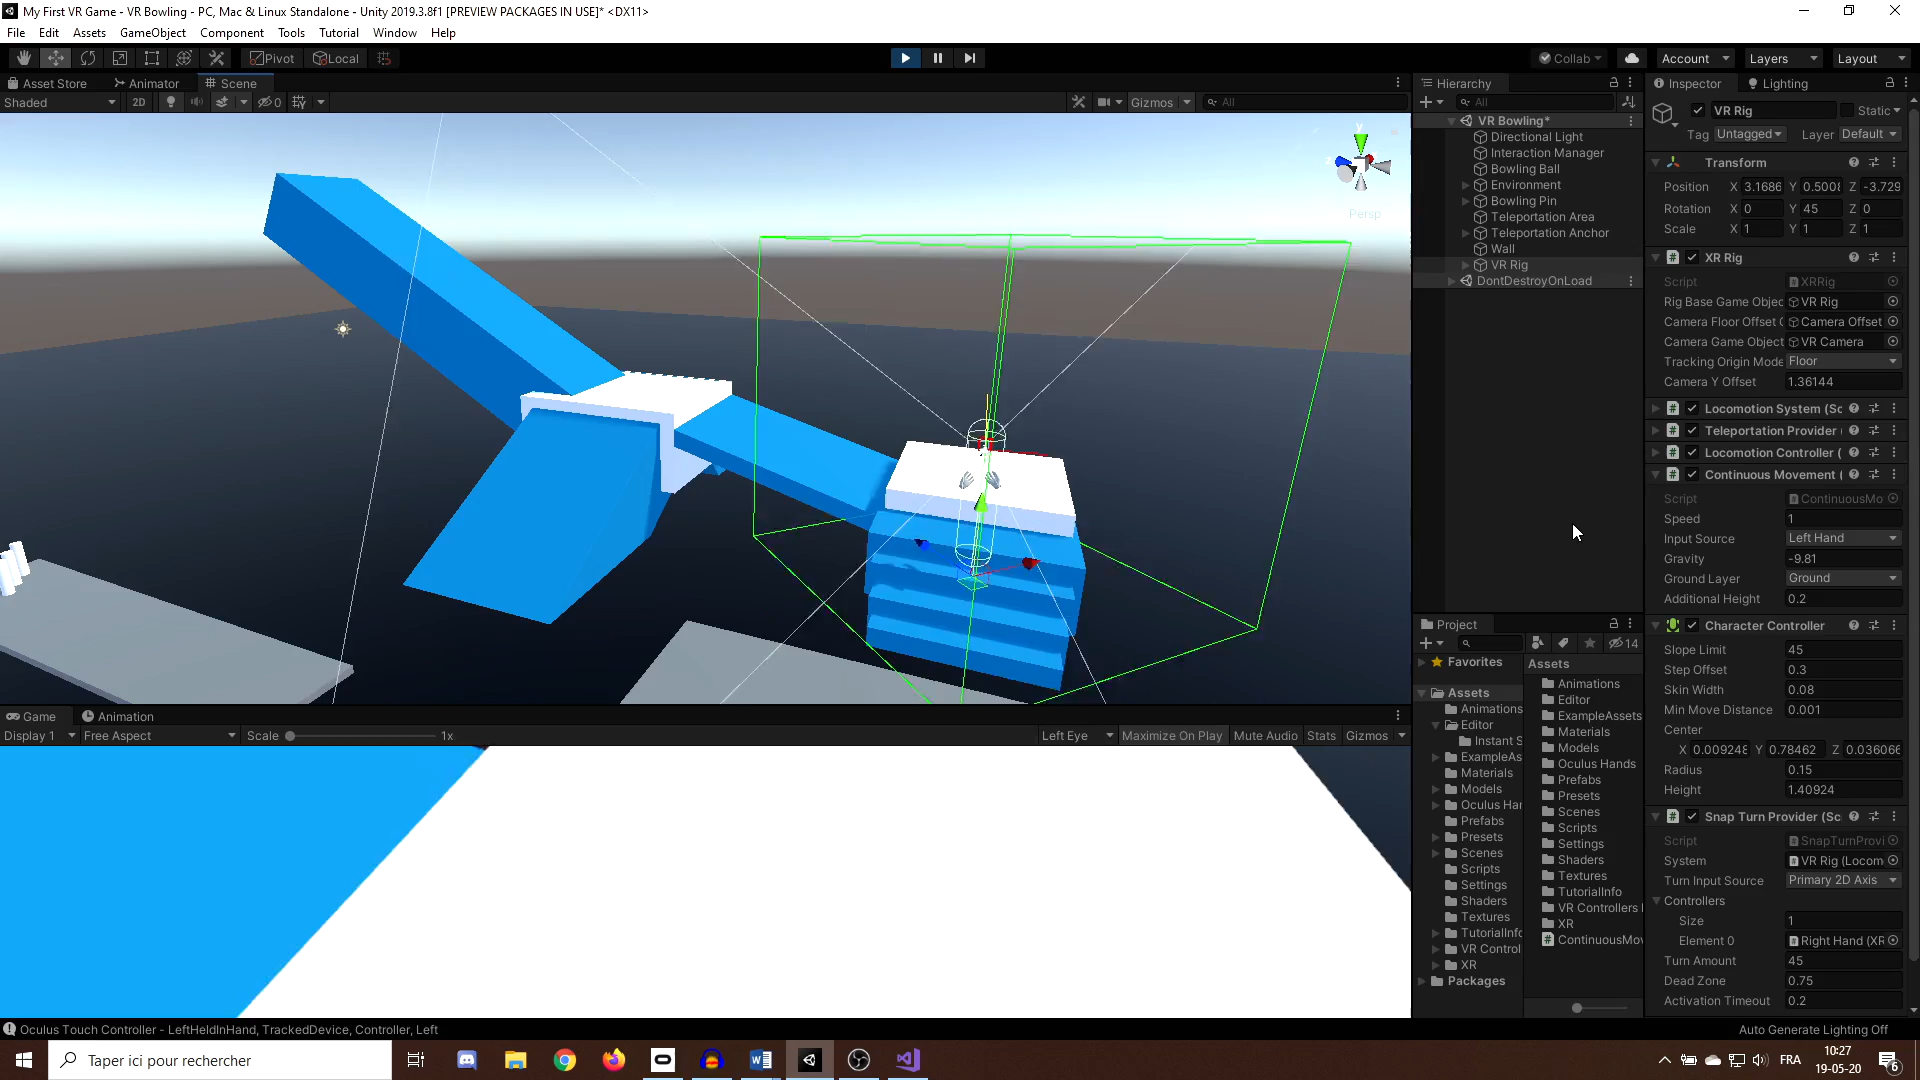 My First VR Game - VR Bowling - PC, Mac & Linux Standalone - Unity 2019.3.8f1 [PREVIEW PACKAGES IN USE]* <DX11>
File Edit Assets GameObject Component Tools Tutorial Window Help
Pivot Local Collab Account Layers Layout
Asset Store Animator Scene
Shaded 2D 0 Gizmos All
Persp
Hierarchy
All
VR Bowling*
Directional Light
Interaction Manager
Bowling Ball
Environment
Bowling Pin
Teleportation Area
Teleportation Anchor
Wall
VR Rig
DontDestroyOnLoad
Inspector Lighting
VR Rig Static
Tag Untagged Layer Default
Transform
Position X 3.1686 Y 0.5008 Z -3.729
Rotation X 0 Y 45 Z 0
Scale X 1 Y 1 Z 1
XR Rig
Script XRRig
Rig Base Game Objec VR Rig
Camera Floor Offset Camera Offset
Camera Game Object VR Camera
Tracking Origin Mode Floor
Camera Y Offset 1.36144
Locomotion System (Sc
Teleportation Provider (
Locomotion Controller (
Continuous Movement (
Script ContinuousMo
Speed 1
Input Source Left Hand
Gravity -9.81
Ground Layer Ground
Additional Height 0.2
Character Controller
Slope Limit 45
Step Offset 0.3
Skin Width 0.08
Min Move Distance 0.001
Center
X 0.009248 Y 0.78462 Z 0.036066
Radius 0.15
Height 1.40924
Snap Turn Provider (Sc
Script SnapTurnProvi
System VR Rig (Locom
Turn Input Source Primary 2D Axis
Controllers
Size 1
Element 0 Right Hand (XR
Turn Amount 45
Dead Zone 0.75
Activation Timeout 0.2
Project
14
Favorites
Assets
Animations
Editor
Instant S
ExampleAs
Materials
Models
Oculus Har
Prefabs
Presets
Scenes
Scripts
Settings
Shaders
Textures
TutorialInfo
VR Control
XR
Packages
Assets
Animations
Editor
ExampleAssets
Materials
Models
Oculus Hands
Prefabs
Presets
Scenes
Scripts
Settings
Shaders
Textures
TutorialInfo
VR Controllers
XR
ContinuousMov
Game Animation
Display 1 Free Aspect Scale 1x Left Eye Maximize On Play Mute Audio Stats Gizmos
Oculus Touch Controller - LeftHeldInHand, TrackedDevice, Controller, Left
Auto Generate Lighting Off
Taper ici pour rechercher
FRA
10:27
19-05-20
6